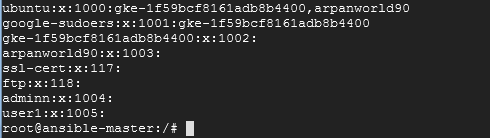 ubuntu:x:1000:gke-1f59bcf8161adb8b4400,arpanworld90
google-sudoers:x:1001:gke-1f59bcf8161adb8b4400
gke-1f59bcf8161adb8b4400:x:1002:
arpanworld90:x:1003:
ssl-cert:x:117:
ftp:x:118:
adminn:x:1004:
user1:x:1005:
root@ansible-master:/#